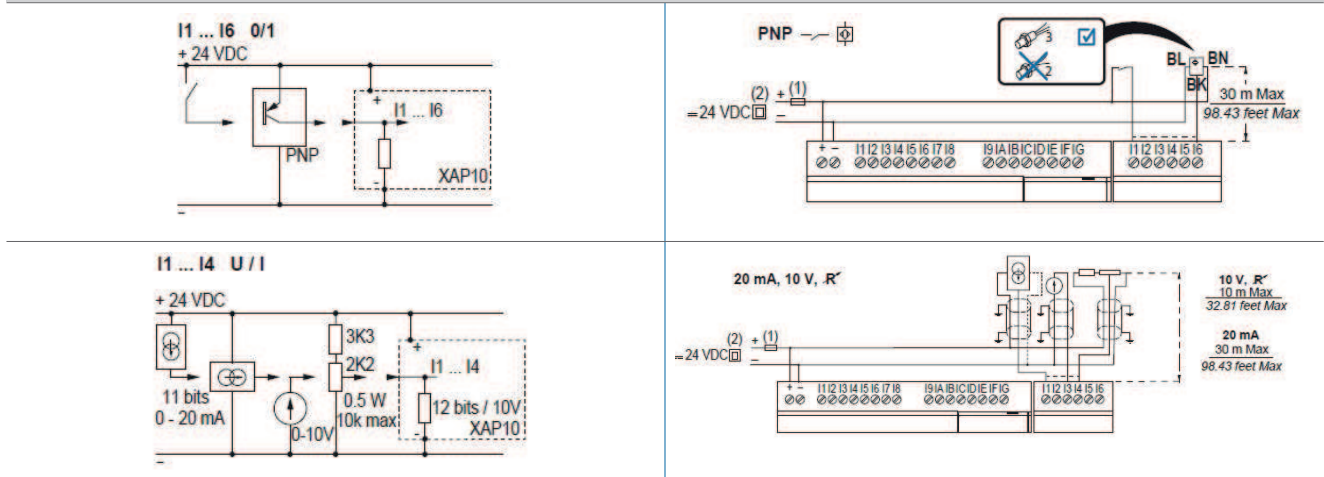 I1 ... I6 0/1
+ 24 VDC
+
I1 ... I6
PNP
-
XAP10
-
PNP
3
2
BL
BN
BK
30 m Max
98.43 feet Max
(2)
+ (1)
24 VDC
-
+ -
I1 I2 I3 I4 I5 I6 I7 I8
I9 IA IB IC ID IE IF IG
I1 I2 I3 I4 I5 I6
I1 ... I4 U / I
+ 24 VDC
3K3
+
2K2
I1 ... I4
11 bits
0 - 20 mA
0-10V
0.5 W
10k max
12 bits / 10V
-
XAP10
-
20 mA, 10 V, R
10 V, R
10 m Max
32.81 feet Max
20 mA
30 m Max
98.43 feet Max
(2)
+ (1)
24 VDC
-
+ -
I1 I2 I3 I4 I5 I6 I7 I8
I9 IA IB IC ID IE IF IG
I1 I2 I3 I4 I5 I6